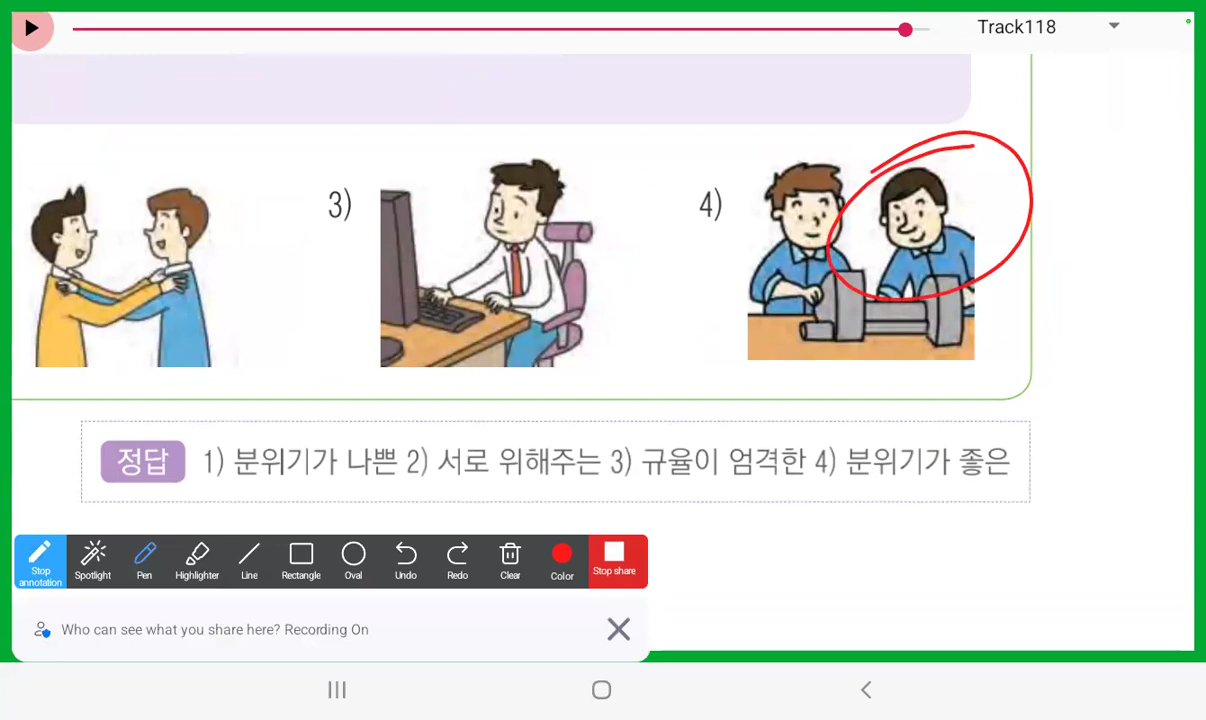 Track118
3)
4)
정답 1) 분위기가 나쁜 2) 서로 위해주는 3) 규율이 엄격한 4) 분위기가 좋은
Stop annotation Spotlight Pen Highlighter Line Rectangle Oval Undo Redo Clear Color Stop share
Who can see what you share here? Recording On